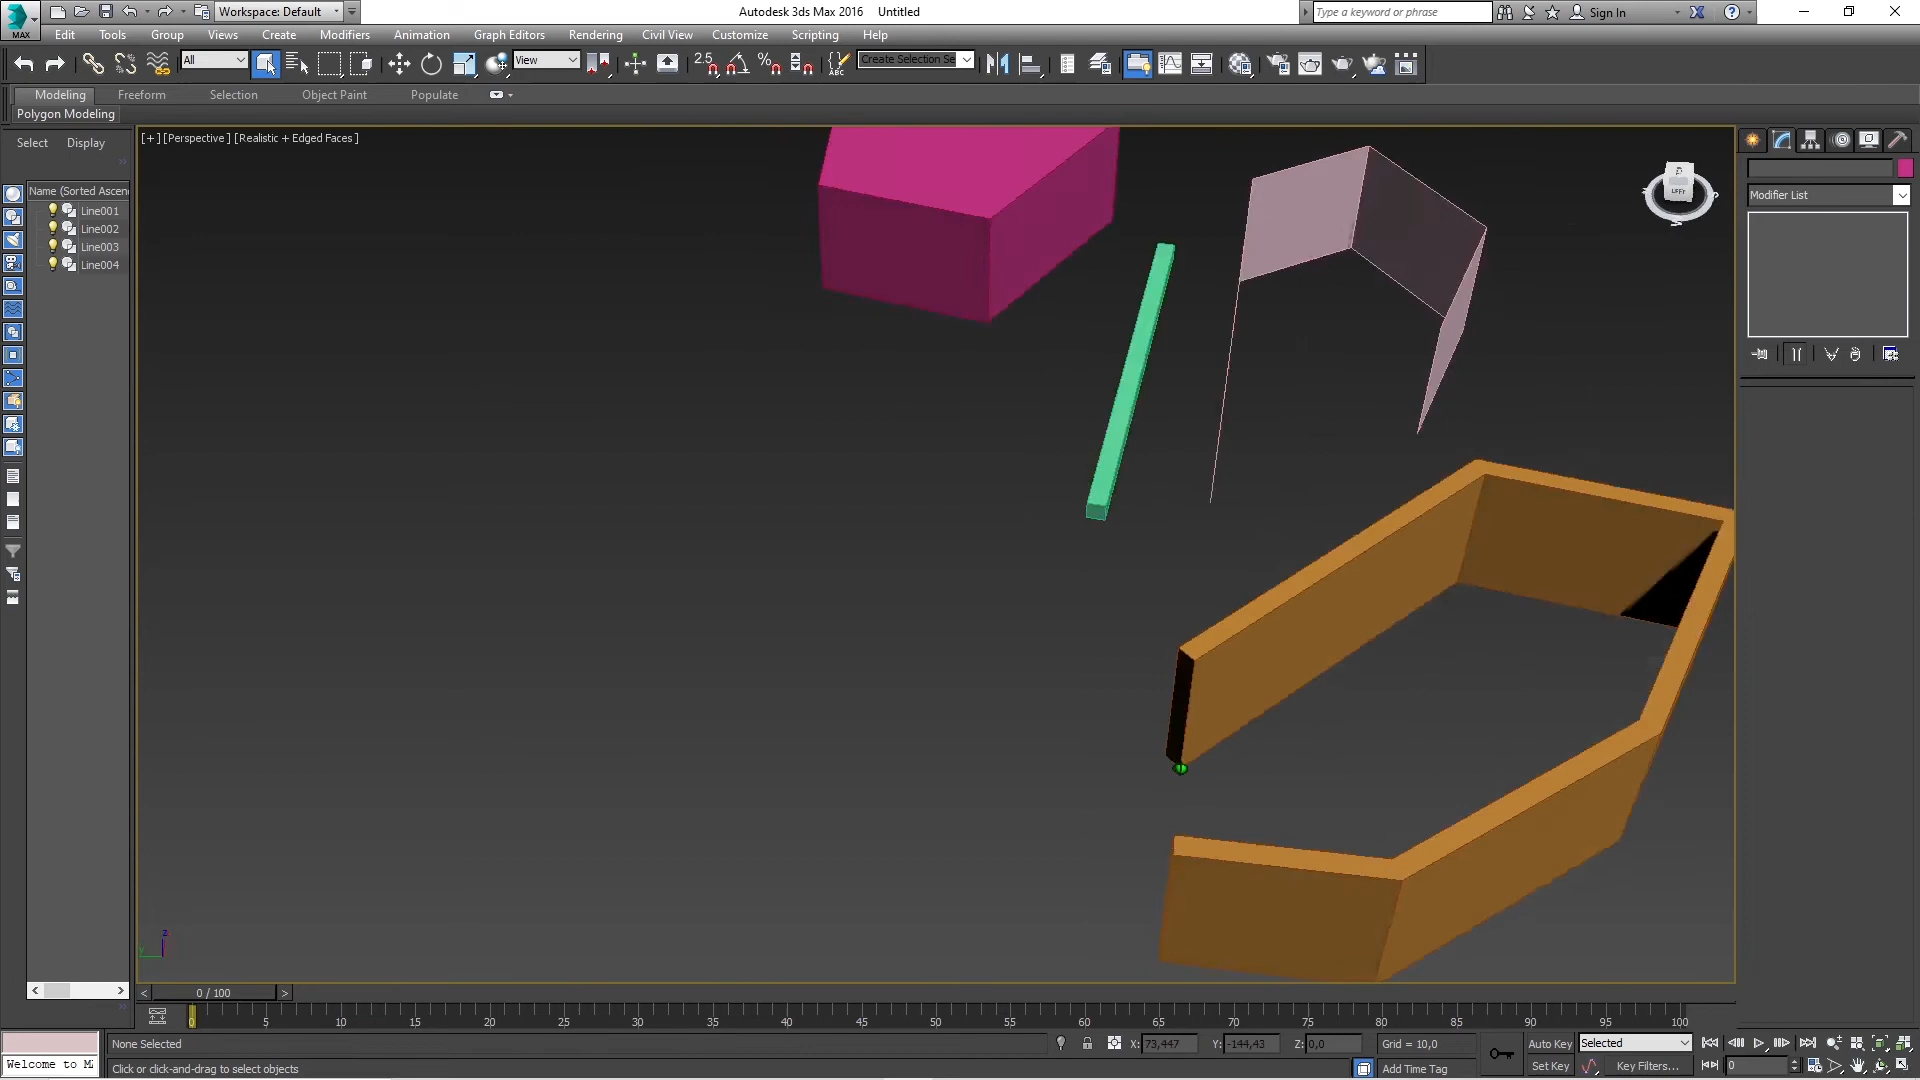 Workspace: Default
Autodesk 3ds Max 2016 Untitled
Type a keyword or phrase
Sign In
MAX
Edit Tools Group Views Create Modifiers Animation Graph Editors Rendering Civil View Customize Scripting Help
All
View
2.5
ABC
Create Selection Se
Modeling Freeform Selection Object Paint Populate
Polygon Modeling
Select Display
[+] [Perspective] [Realistic + Edged Faces]
Name (Sorted Ascen
Line001
Line002
Line003
Line004
LEFT
Modifier List
z
y
< 0 / 100 >
0 5 10 15 20 25 30 35 40 45 50 55 60 65 70 75 80 85 90 95 100
None Selected
X: 73,447 Y: -144,43 Z: 0,0 Grid = 10,0
Auto Key Selected
Welcome to M
Click or click-and-drag to select objects
Add Time Tag
Set Key Key Filters... 0